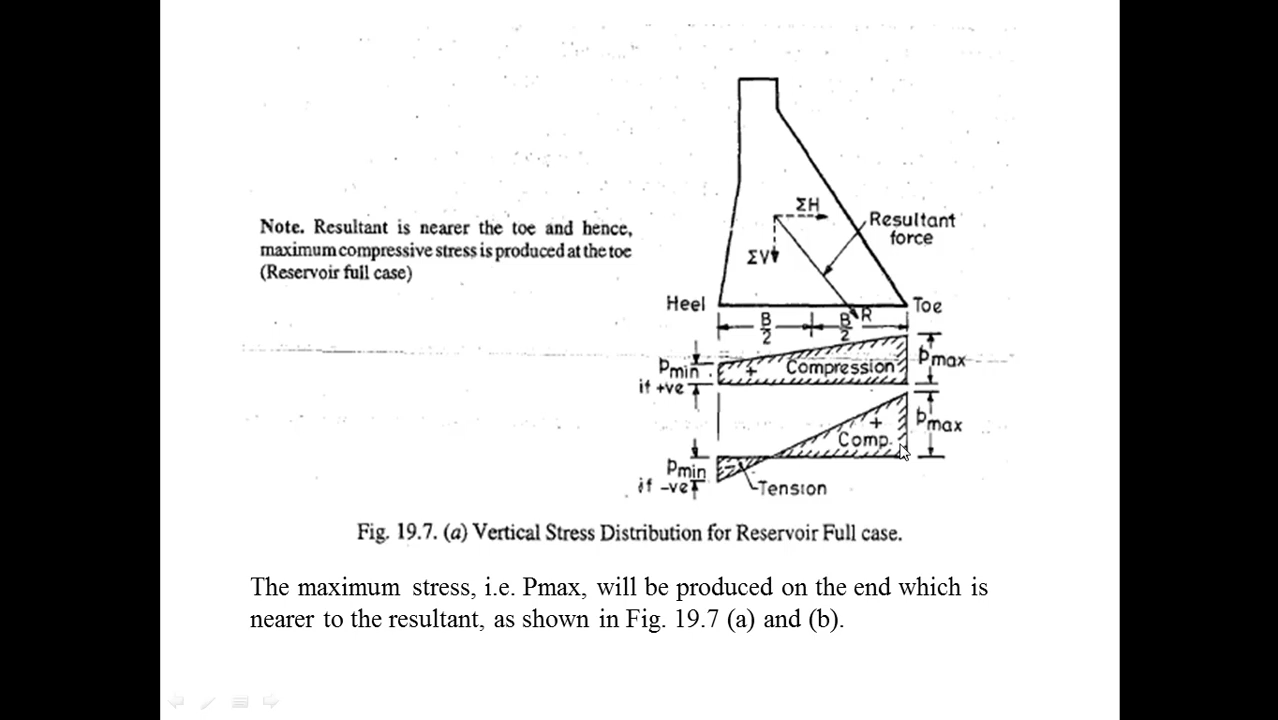 ΣH
Resultant
force
Note. Resultant is nearer the toe and hence,
maximum compressive stress is produced at the toe
(Reservoir full case)
ΣV
Heel
R
Toe
B/2
B/2
Pmin
if +ve
+
Compression
Pmax
+
Comp.
Pmax
Pmin
if -ve
-
Tension
Fig. 19.7. (a) Vertical Stress Distribution for Reservoir Full case.
The maximum stress, i.e. Pmax, will be produced on the end which is
nearer to the resultant, as shown in Fig. 19.7 (a) and (b).